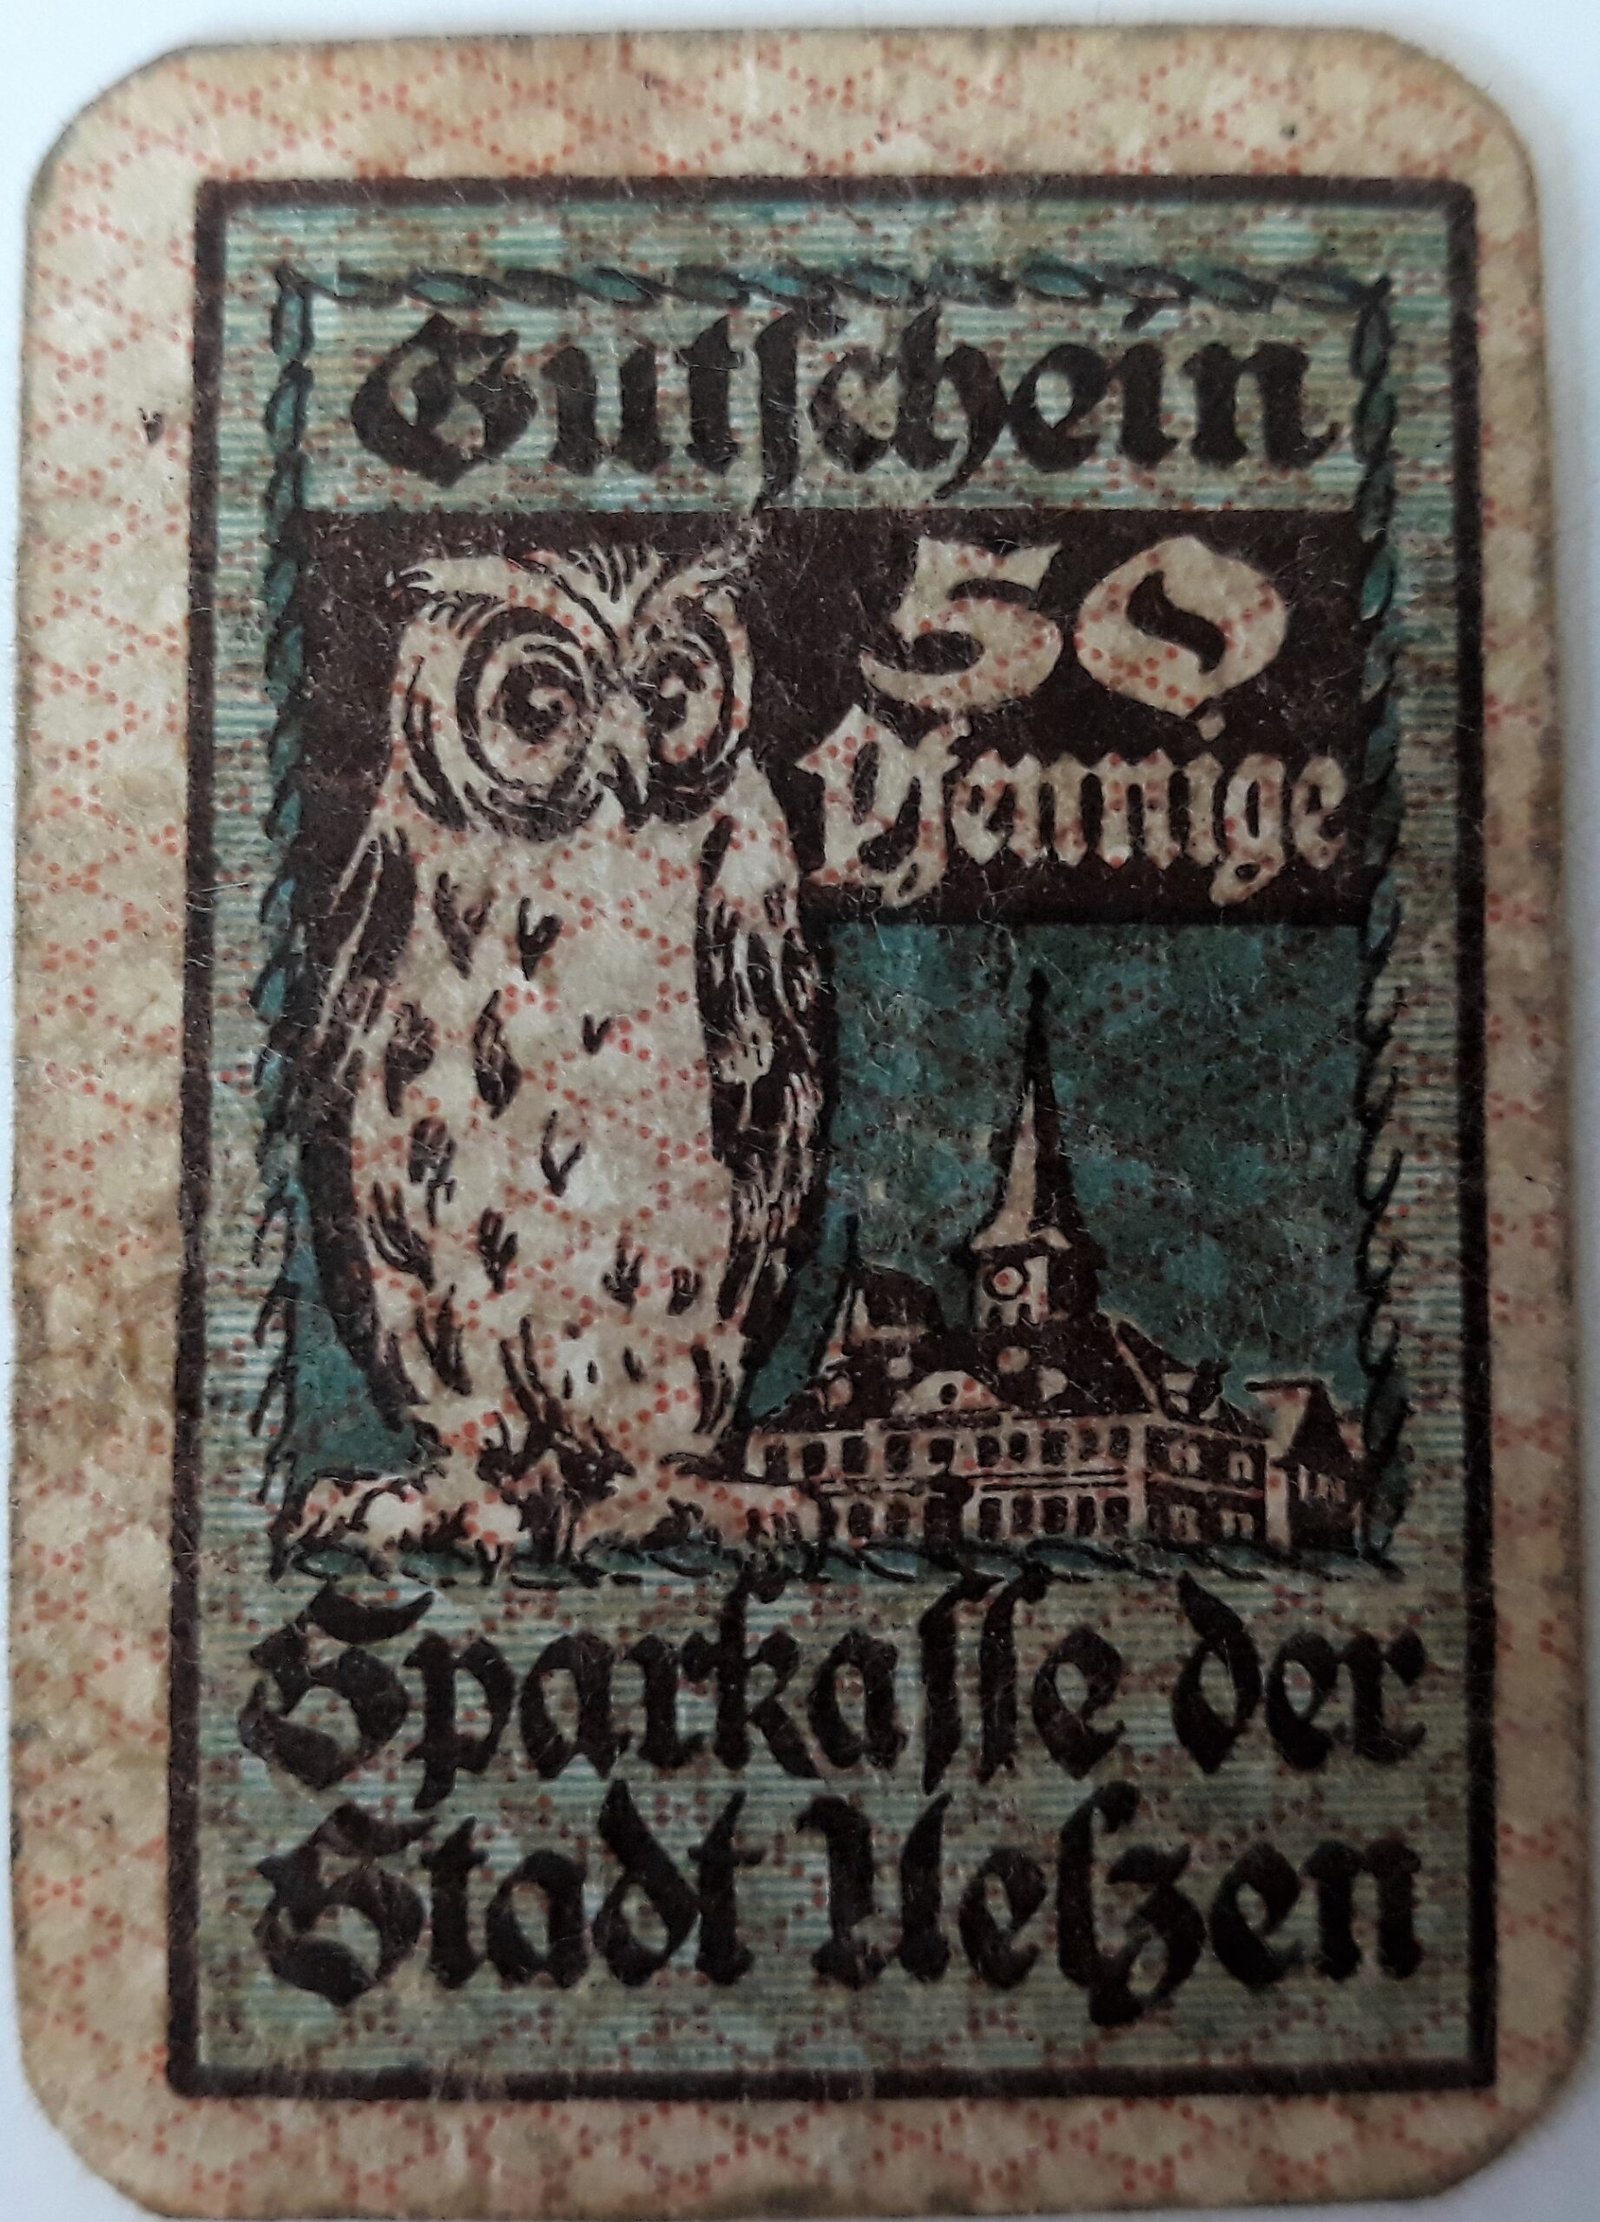 Gutschein
50
Pfennige
Sparkasse der
Stadt Uelzen